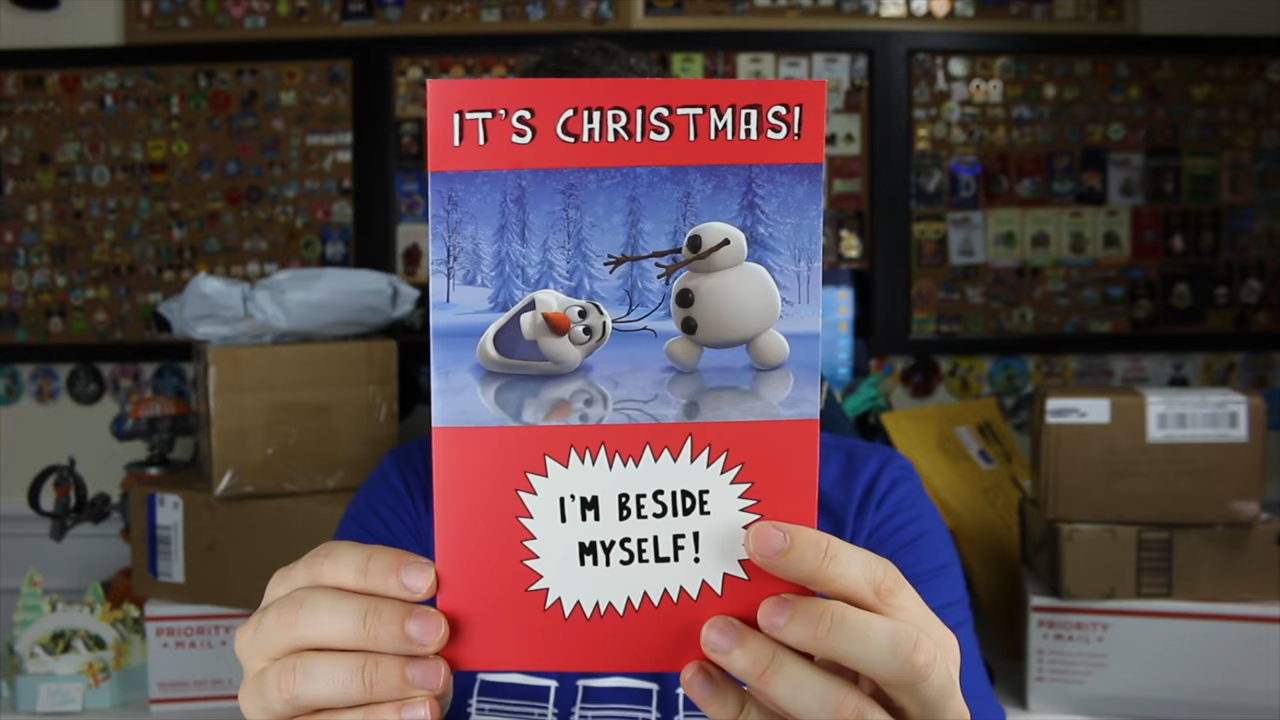 IT'S CHRISTMAS!
I'M BESIDE
MYSELF!
PRIORITY
MAIL
PRIORITY
MAIL